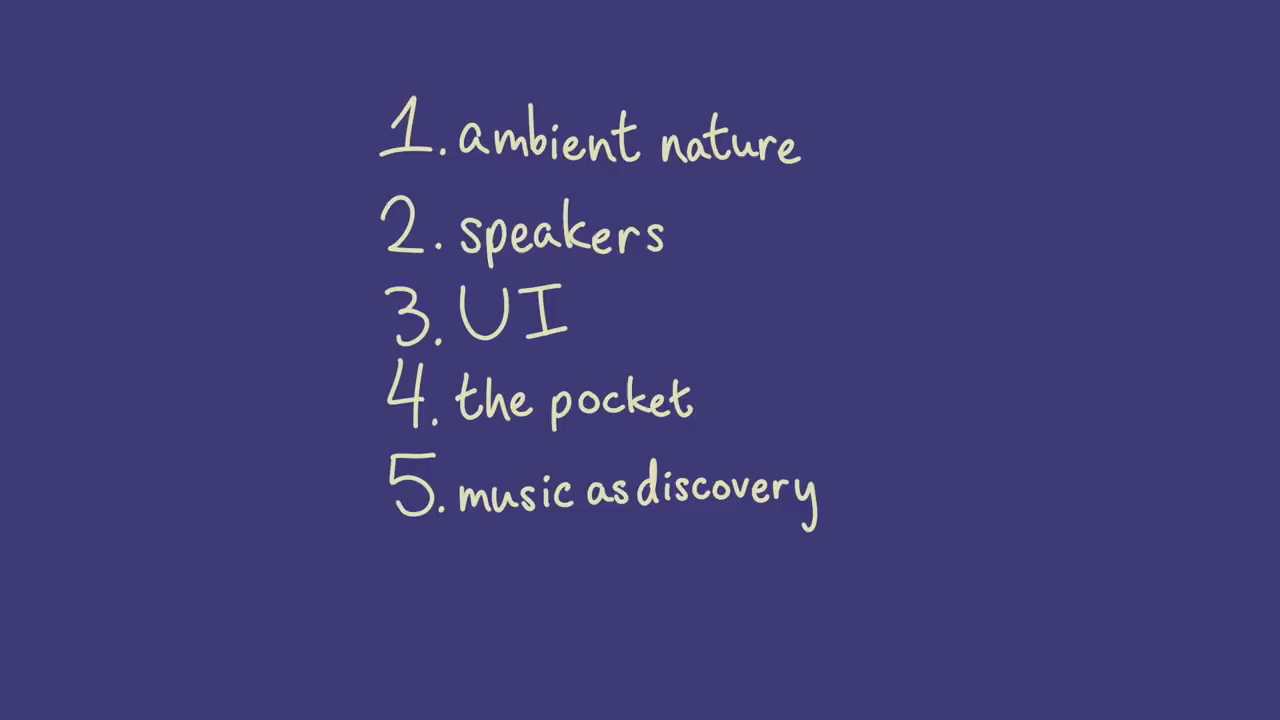 1. ambient nature
2. speakers
3. UI
4. the pocket
5. music as discovery